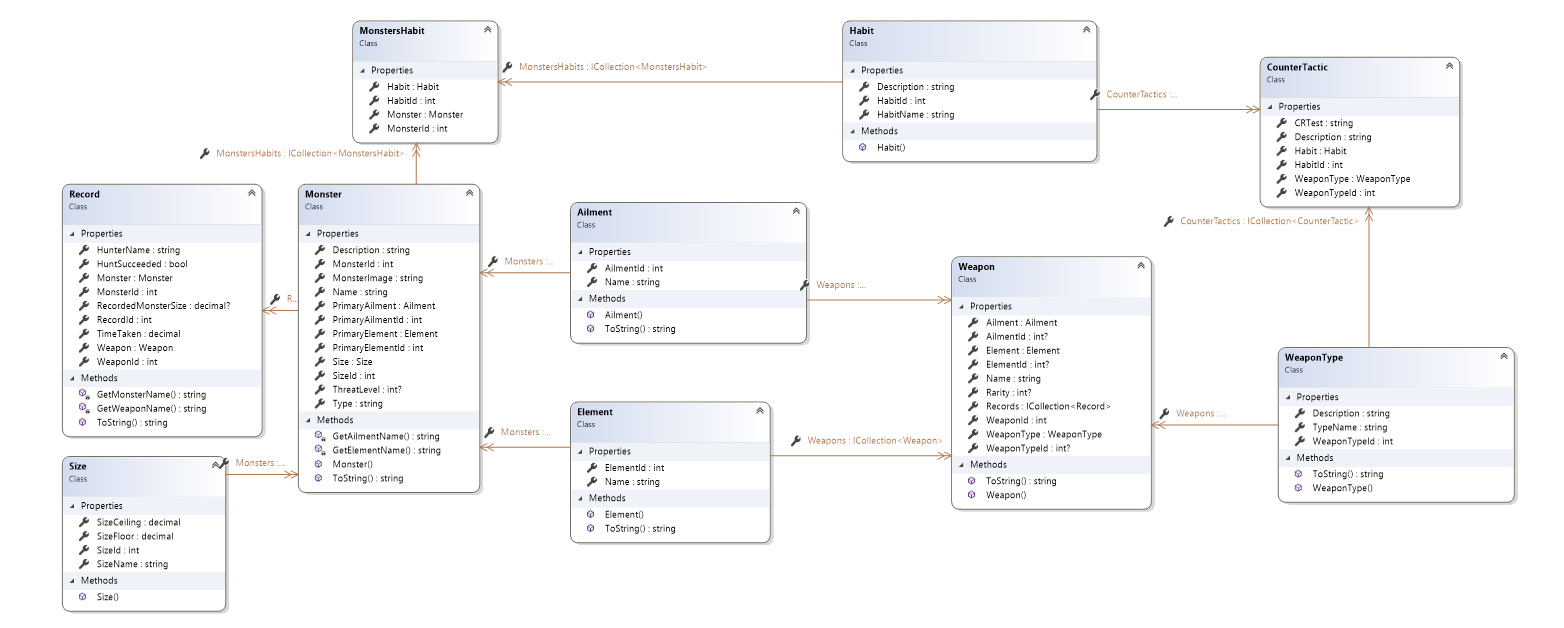 MonstersHabit
Class
Properties
Habit : Habit
HabitId : int
Monster : Monster
MonsterId : int
MonstersHabits : ICollection<MonstersHabit>
Habit
Class
Properties
Description : string
HabitId : int
HabitName : string
Methods
Habit()
CounterTactics :...
CounterTactic
Class
Properties
CRTest : string
Description : string
Habit : Habit
HabitId : int
WeaponType : WeaponType
WeaponTypeId : int
MonstersHabits : ICollection<MonstersHabit>
Record
Class
Properties
HunterName : string
HuntSucceeded : bool
Monster : Monster
MonsterId : int
RecordedMonsterSize : decimal?
RecordId : int
TimeTaken : decimal
Weapon : Weapon
WeaponId : int
Methods
GetMonsterName() : string
GetWeaponName() : string
ToString() : string
R...
Monster
Class
Properties
Description : string
MonsterId : int
MonsterImage : string
Name : string
PrimaryAilment : Ailment
PrimaryAilmentId : int
PrimaryElement : Element
PrimaryElementId : int
Size : Size
SizeId : int
ThreatLevel : int?
Type : string
Methods
GetAilmentName() : string
GetElementName() : string
Monster()
ToString() : string
Monsters :...
Ailment
Class
Properties
AilmentId : int
Name : string
Methods
Ailment()
ToString() : string
Weapons :...
Weapon
Class
Properties
Ailment : Ailment
AilmentId : int?
Element : Element
ElementId : int?
Name : string
Rarity : int?
Records : ICollection<Record>
WeaponId : int
WeaponType : WeaponType
WeaponTypeId : int?
Methods
ToString() : string
Weapon()
CounterTactics : ICollection<CounterTactic>
WeaponType
Class
Properties
Description : string
TypeName : string
WeaponTypeId : int
Methods
ToString() : string
WeaponType()
Weapons :...
Monsters :...
Element
Class
Properties
ElementId : int
Name : string
Methods
Element()
ToString() : string
Weapons : ICollection<Weapon>
Size
Class
Properties
SizeCeiling : decimal
SizeFloor : decimal
SizeId : int
SizeName : string
Methods
Size()
Monsters :...